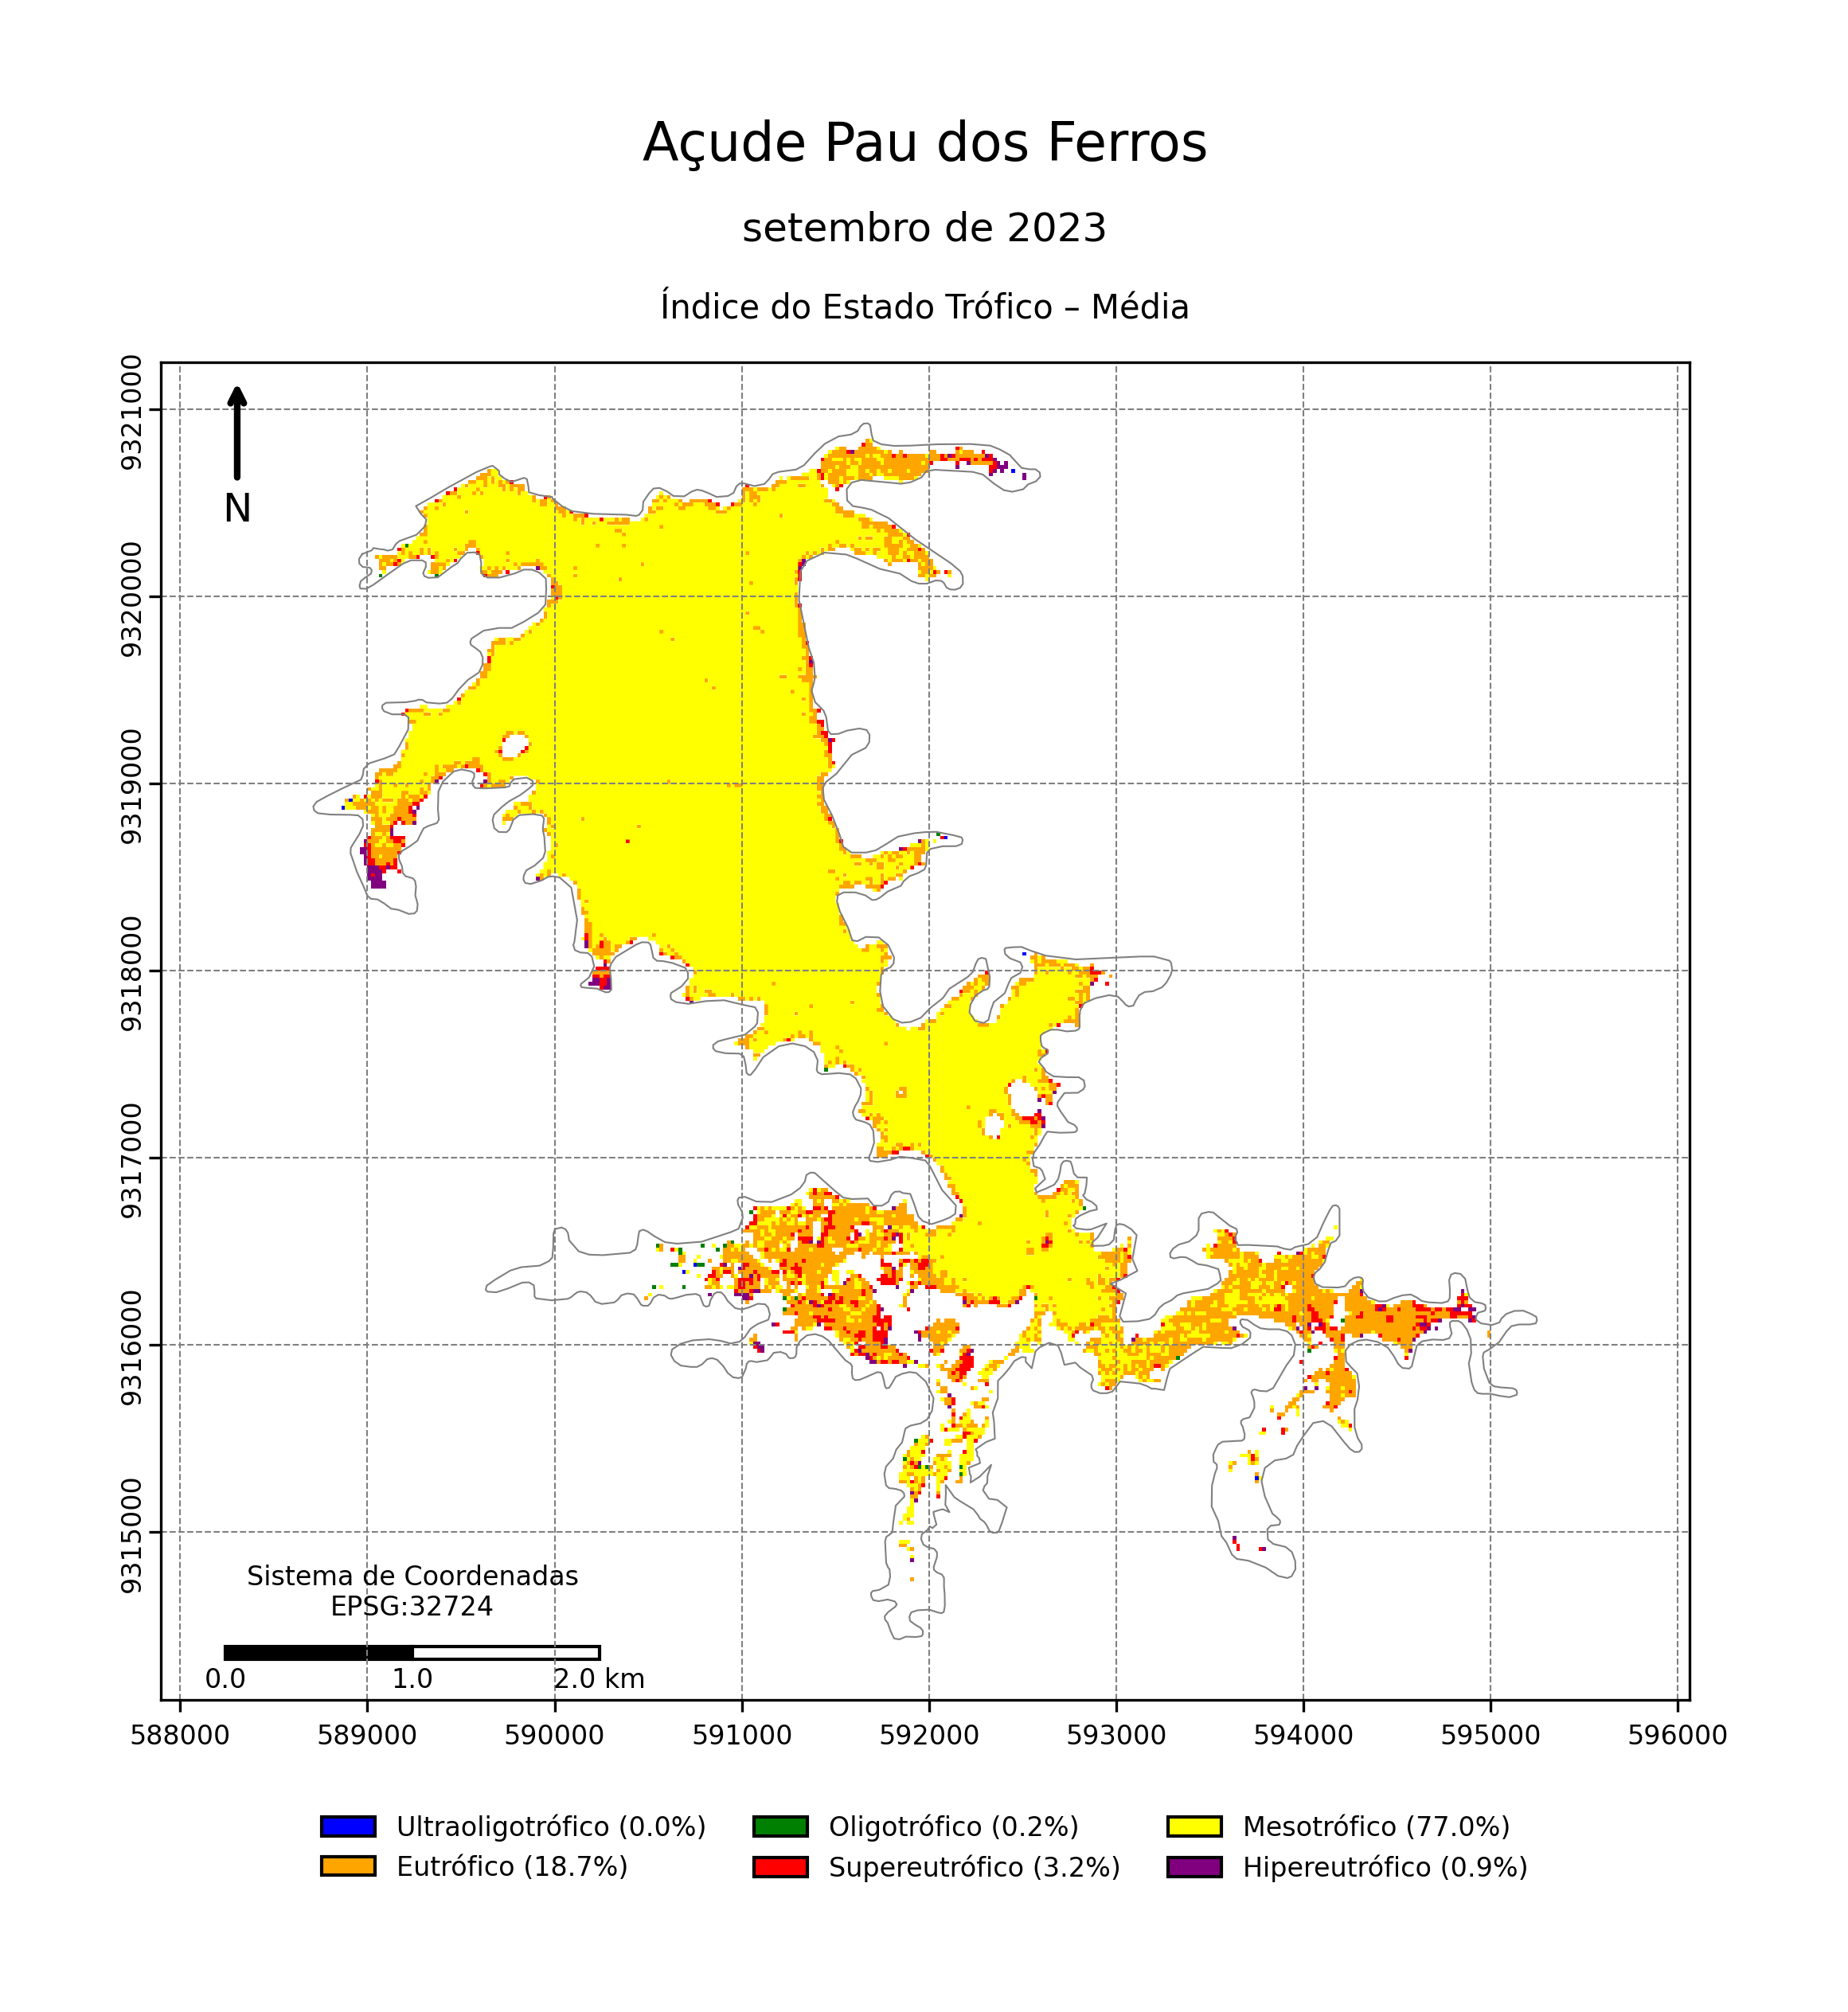 Açude Pau dos Ferros
setembro de 2023
Índice do Estado Trófico – Média
9321000
9320000
9319000
9318000
9317000
9316000
9315000
N
Sistema de Coordenadas
EPSG:32724
0.0 1.0 2.0 km
588000 589000 590000 591000 592000 593000 594000 595000 596000
Ultraoligotrófico (0.0%) Oligotrófico (0.2%) Mesotrófico (77.0%)
Eutrófico (18.7%) Supereutrófico (3.2%) Hipereutrófico (0.9%)